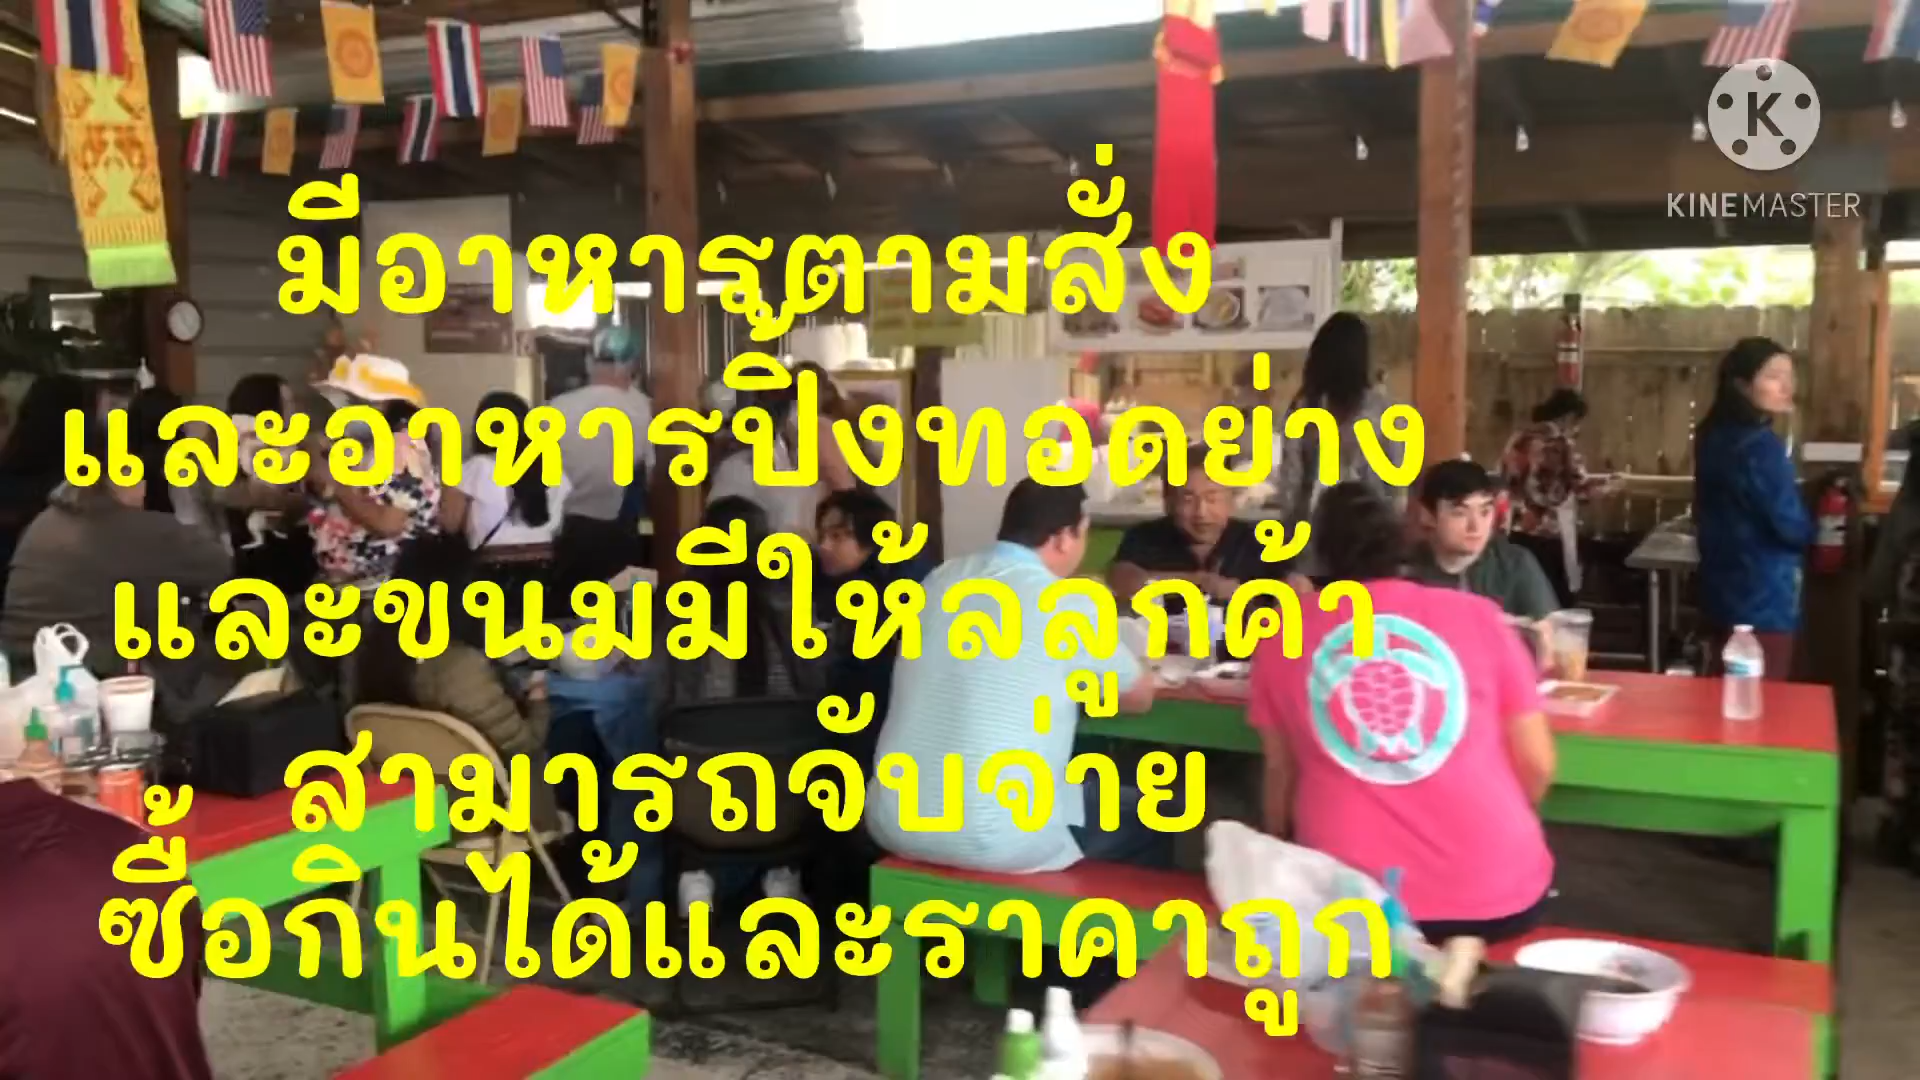 มีอาหารตามสั่ง
และอาหารปิ้งทอดย่าง
และขนมมีให้ลลูกค้า
สามารถจับจ่าย
ซื้อกินได้และราคาถูก
K
KINEMASTER